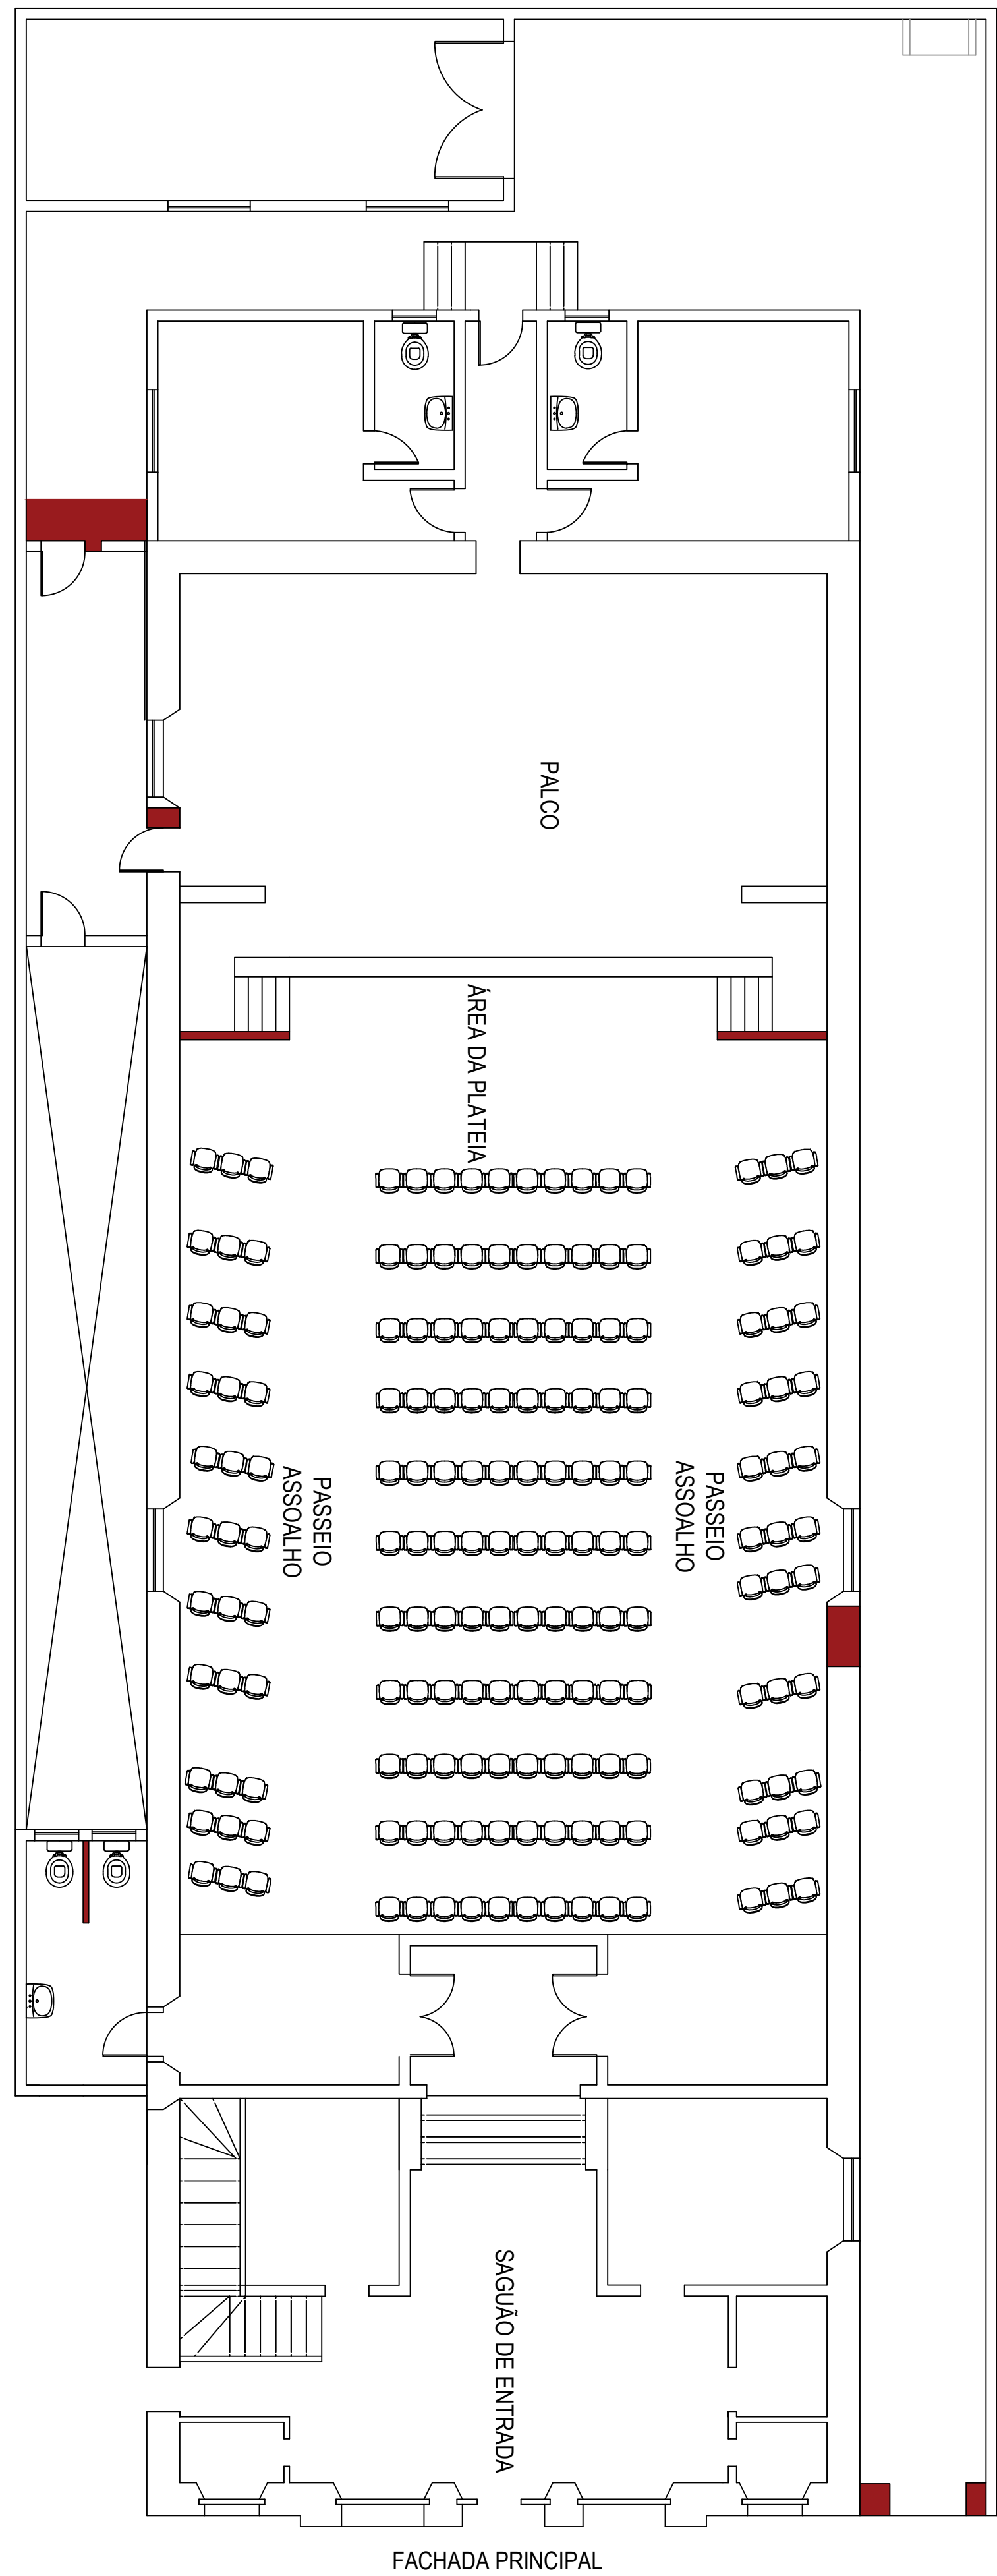 PALCO
ÁREA DA PLATEIA
PASSEIO
ASSOALHO
PASSEIO
ASSOALHO
SAGUÃO DE ENTRADA
FACHADA PRINCIPAL